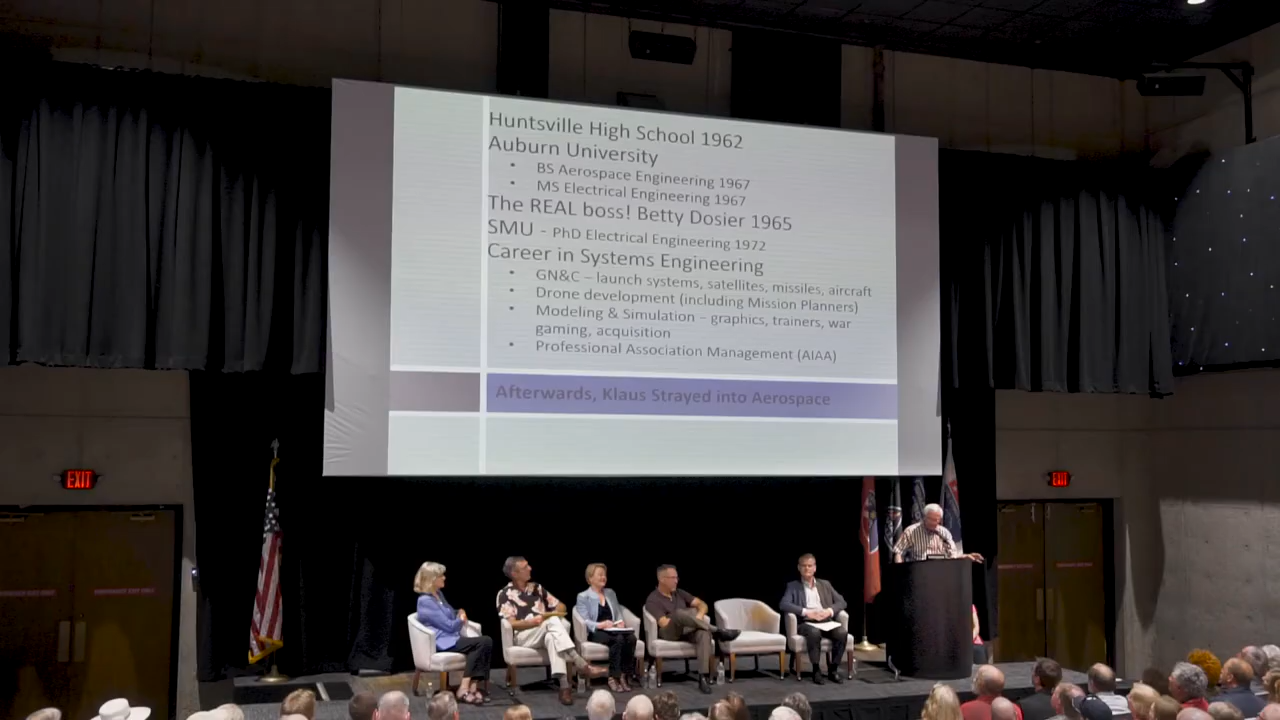 Huntsville High School 1962
Auburn University
• BS Aerospace Engineering 1967
• MS Electrical Engineering 1967
The REAL boss! Betty Dosier 1965
SMU - PhD Electrical Engineering 1972
Career in Systems Engineering
• GN&C – launch systems, satellites, missiles, aircraft
• Drone development (including Mission Planners)
• Modeling & Simulation – graphics, trainers, war
gaming, acquisition
• Professional Association Management (AIAA)
Afterwards, Klaus Strayed into Aerospace
EXIT
EXIT